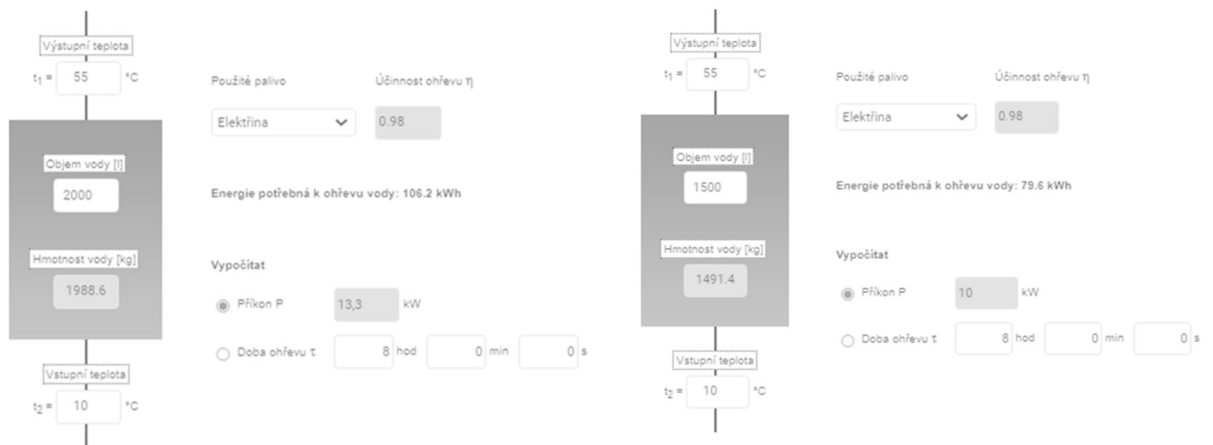 Výstupní teplota
t1 = 55 °C
Použité palivo Účinnost ohřevu η
Elektřina 0.98
Objem vody [l]
2000
Energie potřebná k ohřevu vody: 106.2 kWh
Hmotnost vody [kg]
1988.6
Vypočítat
Příkon P 13,3 kW
Doba ohřevu τ 8 hod 0 min 0 s
Vstupní teplota
t2 = 10 °C
Výstupní teplota
t1 = 55 °C
Použité palivo Účinnost ohřevu η
Elektřina 0.98
Objem vody [l]
1500
Energie potřebná k ohřevu vody: 79.6 kWh
Hmotnost vody [kg]
1491.4
Vypočítat
Příkon P 10 kW
Doba ohřevu τ 8 hod 0 min 0 s
Vstupní teplota
t2 = 10 °C